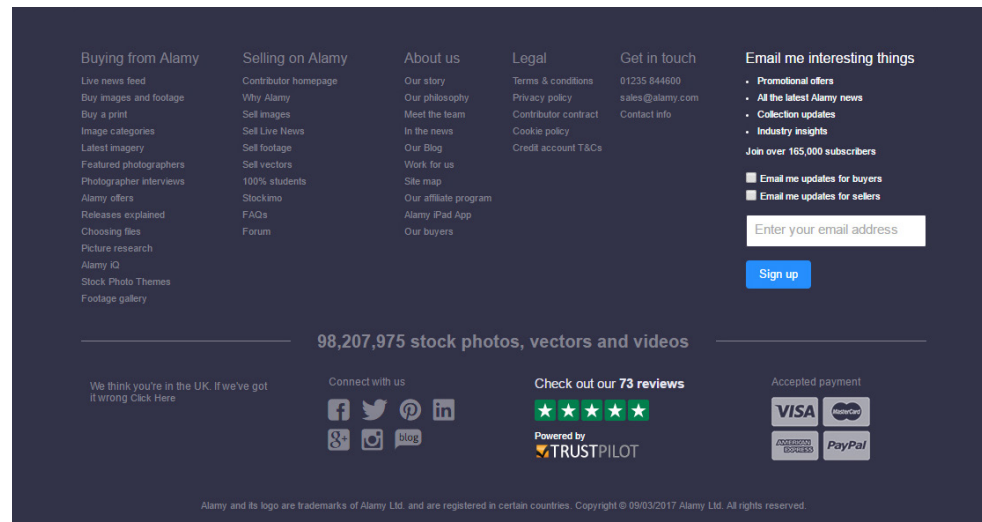 Buying from Alamy
Live news feed
Buy images and footage
Buy a print
Image categories
Latest imagery
Featured photographers
Photographer interviews
Alamy offers
Releases explained
Choosing files
Picture research
Alamy iQ
Stock Photo Themes
Footage gallery
Selling on Alamy
Contributor homepage
Why Alamy
Sell images
Sell Live News
Sell footage
Sell vectors
100% students
Stockimo
FAQs
Forum
About us
Our story
Our philosophy
Meet the team
In the news
Our Blog
Work for us
Site map
Our affiliate program
Alamy iPad App
Our buyers
Legal
Terms & conditions
Privacy policy
Contributor contract
Cookie policy
Credit account T&Cs
Get in touch
01235 844600
sales@alamy.com
Contact info
Email me interesting things
• Promotional offers
• All the latest Alamy news
• Collection updates
• Industry insights
Join over 165,000 subscribers
Email me updates for buyers
Email me updates for sellers
Enter your email address
Sign up
98,207,975 stock photos, vectors and videos
We think you're in the UK. If we've got
it wrong Click Here
Connect with us
blog
Check out our 73 reviews
Powered by
TRUSTPILOT
Accepted payment
VISA
MasterCard
AMERICAN EXPRESS
PayPal
Alamy and its logo are trademarks of Alamy Ltd. and are registered in certain countries. Copyright © 09/03/2017 Alamy Ltd. All rights reserved.